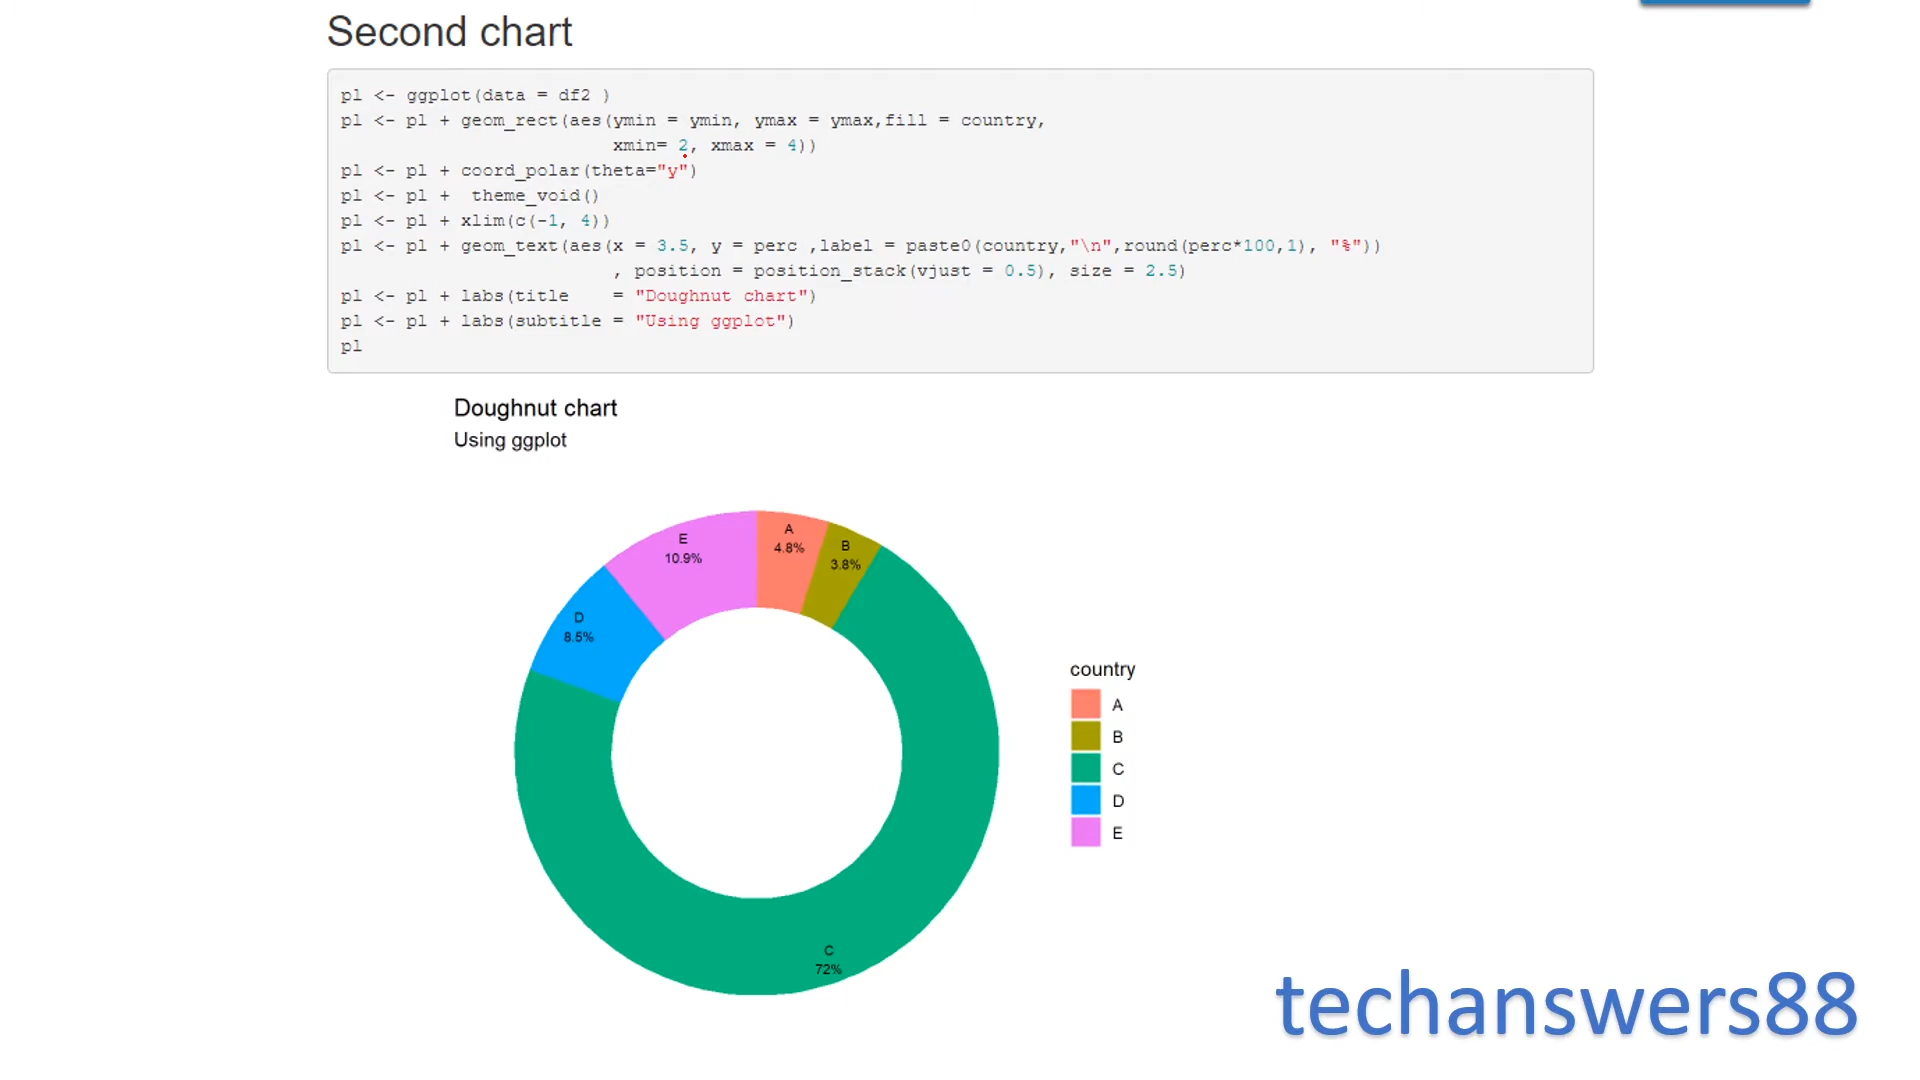 Second chart
pl <- ggplot(data = df2 )
pl <- pl + geom_rect(aes(ymin = ymin, ymax = ymax,fill = country,
xmin= 2, xmax = 4))
pl <- pl + coord_polar(theta="y")
pl <- pl +  theme_void()
pl <- pl + xlim(c(-1, 4))
pl <- pl + geom_text(aes(x = 3.5, y = perc ,label = paste0(country,"\n",round(perc*100,1), "%"))
, position = position_stack(vjust = 0.5), size = 2.5)
pl <- pl + labs(title    = "Doughnut chart")
pl <- pl + labs(subtitle = "Using ggplot")
pl
Doughnut chart
Using ggplot
A
4.8%
B
3.8%
E
10.9%
D
8.5%
C
72%
country
A
B
C
D
E
techanswers88